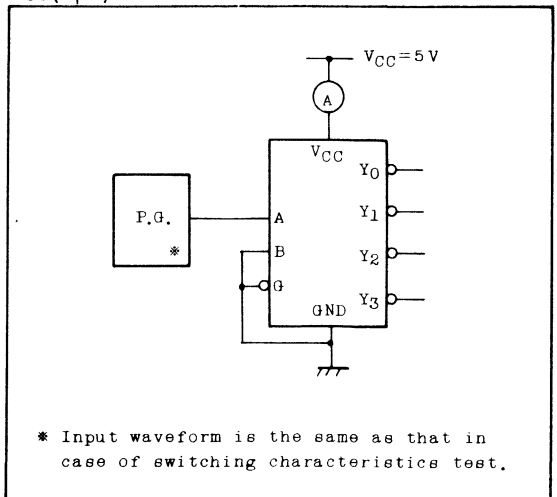 VCC=5V
A
VCC
Y0
P.G.
A
Y1
※
B
Y2
G
GND
Y3
※ Input waveform is the same as that in
case of switching characteristics test.